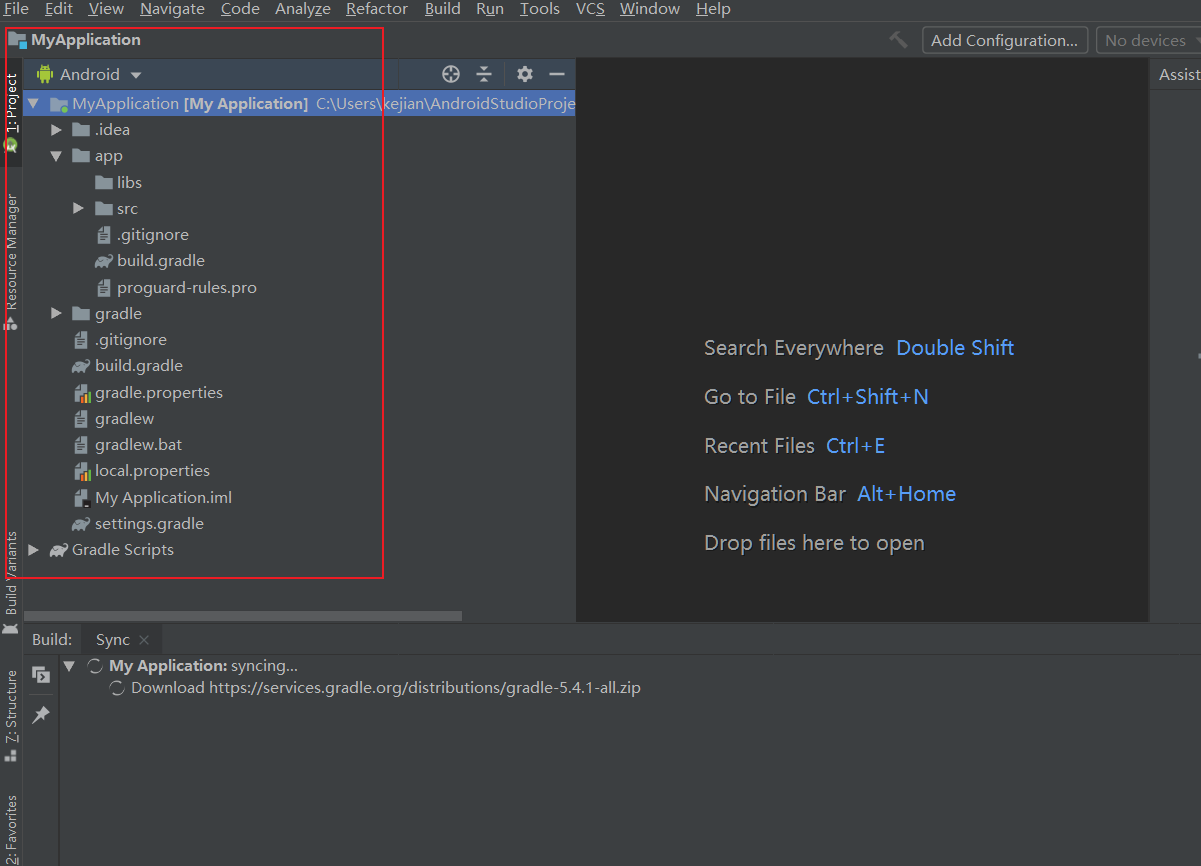 File Edit View Navigate Code Analyze Refactor Build Run Tools VCS Window Help
MyApplication
Add Configuration...
No devices
Android
Assist
1: Project
MyApplication [My Application] C:\Users\kejian\AndroidStudioProje
.idea
app
libs
src
.gitignore
build.gradle
proguard-rules.pro
gradle
.gitignore
build.gradle
gradle.properties
gradlew
gradlew.bat
local.properties
My Application.iml
settings.gradle
Gradle Scripts
Resource Manager
Build Variants
Z: Structure
2: Favorites
Search Everywhere Double Shift
Go to File Ctrl+Shift+N
Recent Files Ctrl+E
Navigation Bar Alt+Home
Drop files here to open
Build: Sync
My Application: syncing...
Download https://services.gradle.org/distributions/gradle-5.4.1-all.zip